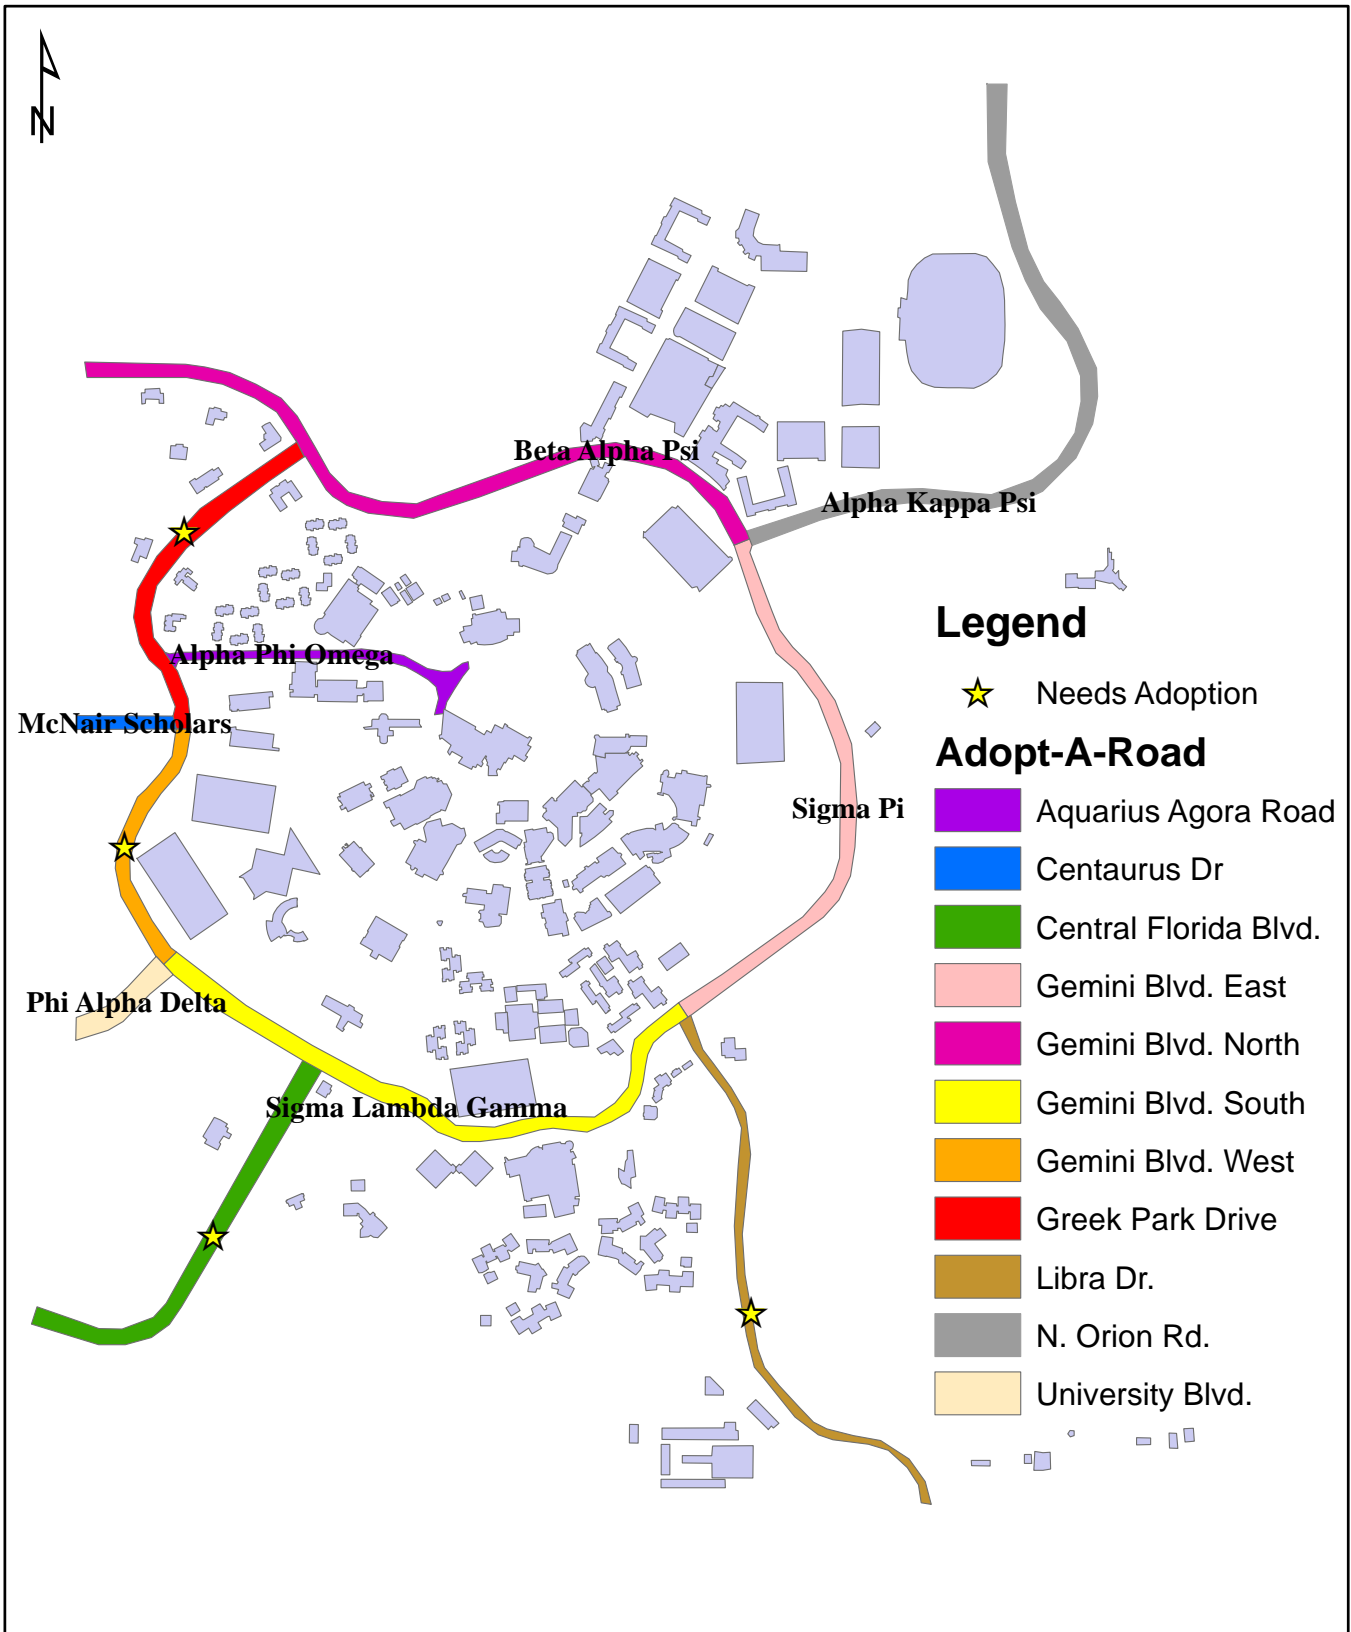 N
Beta Alpha Psi
Alpha Kappa Psi
Alpha Phi Omega
McNair Scholars
Sigma Pi
Phi Alpha Delta
Sigma Lambda Gamma
Legend
Needs Adoption
Adopt-A-Road
Aquarius Agora Road
Centaurus Dr
Central Florida Blvd.
Gemini Blvd. East
Gemini Blvd. North
Gemini Blvd. South
Gemini Blvd. West
Greek Park Drive
Libra Dr.
N. Orion Rd.
University Blvd.